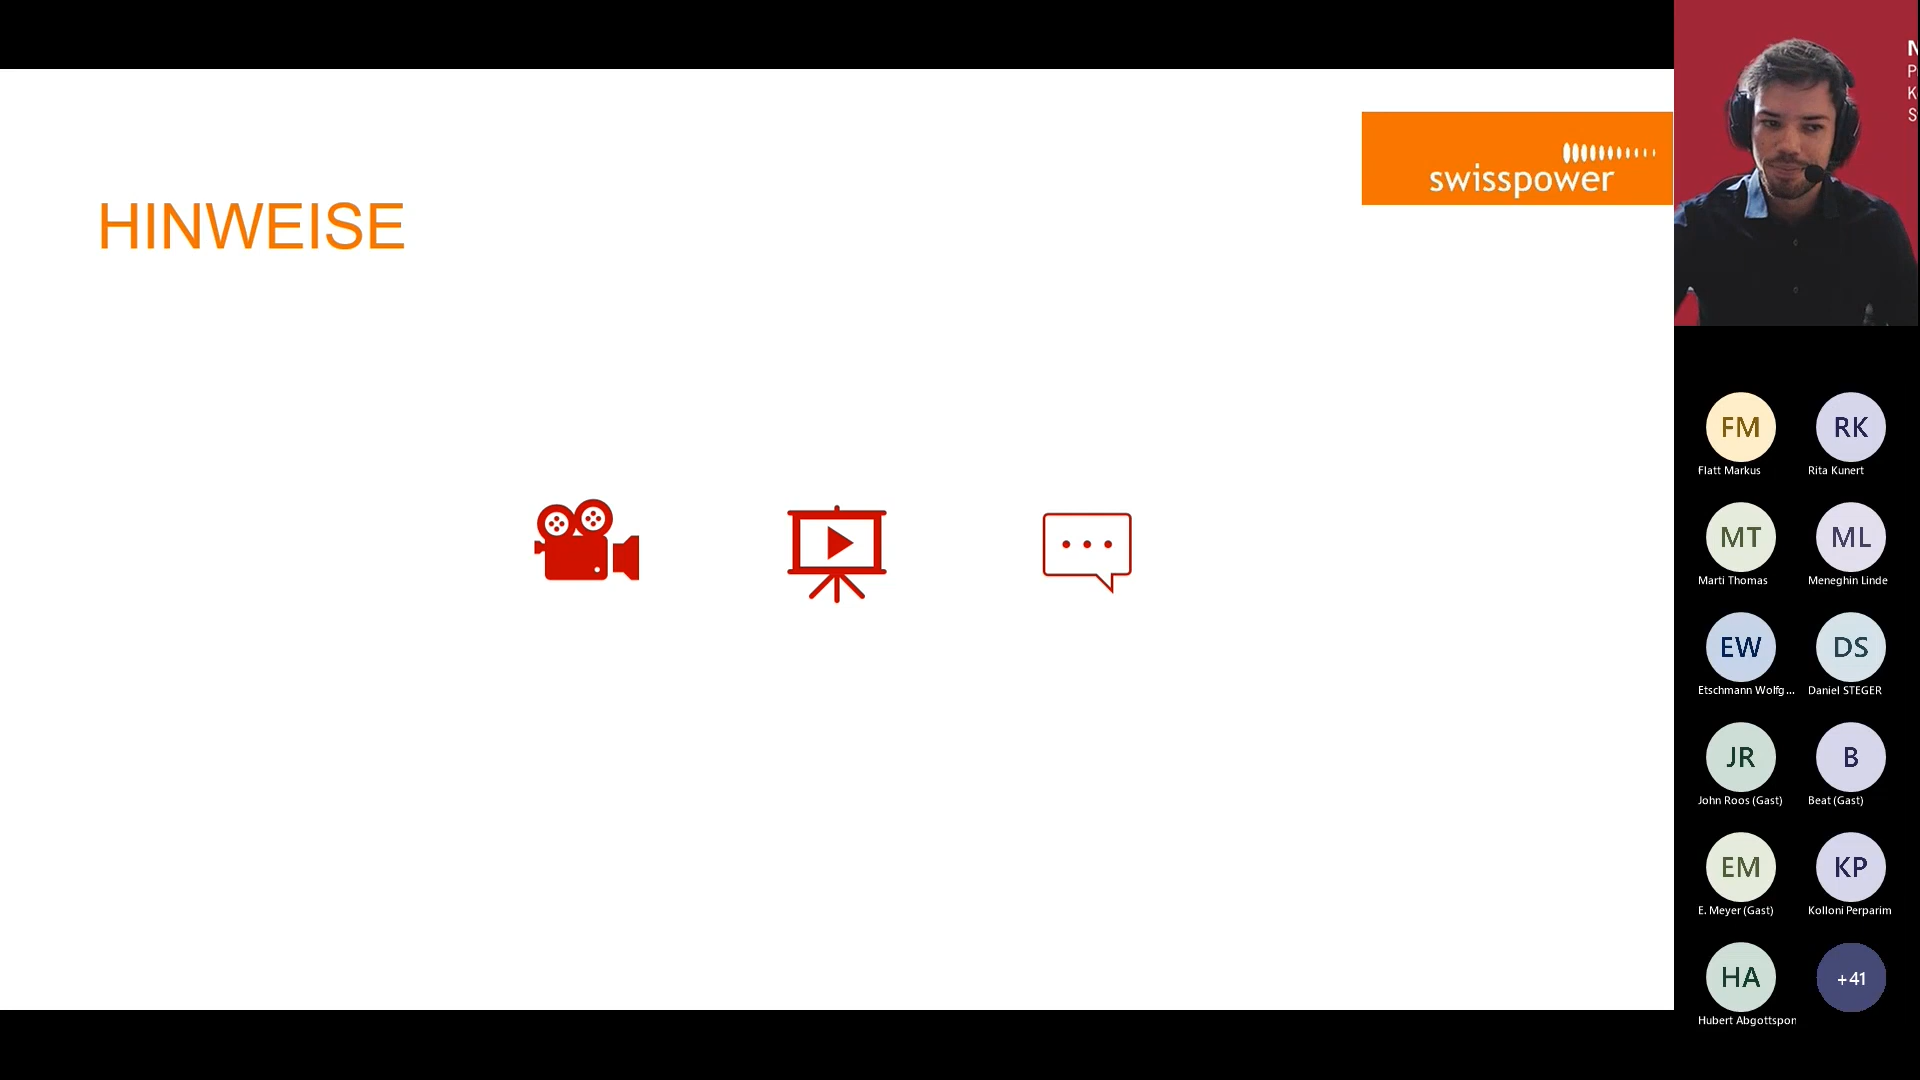 HINWEISE
swisspower
N
P
K
S
FM
Flatt Markus
RK
Rita Kunert
MT
Marti Thomas
ML
Meneghin Linde
EW
Etschmann Wolfg...
DS
Daniel STEGER
JR
John Roos (Gast)
B
Beat (Gast)
EM
E. Meyer (Gast)
KP
Kolloni Perparim
HA
Hubert Abgottspon
+41